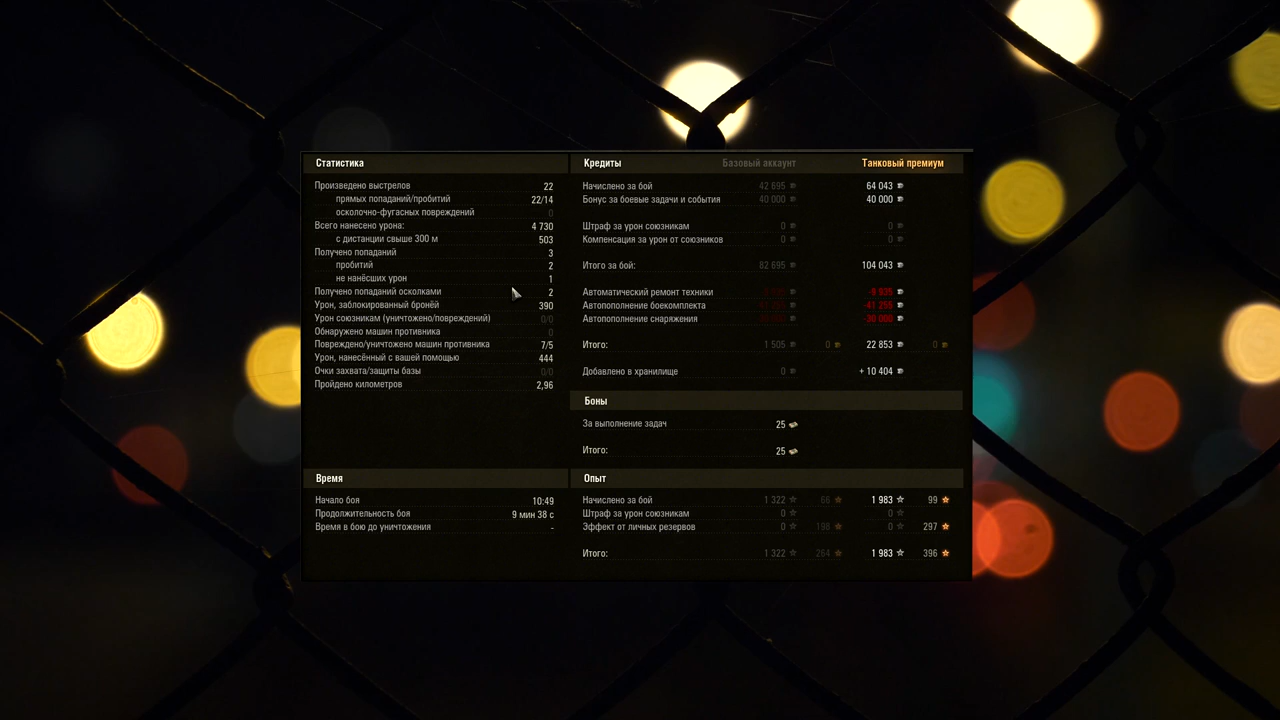 Статистика
Произведено выстрелов 22
прямых попаданий/пробитий 22/14
осколочно-фугасных повреждений 0
Всего нанесено урона: 4 730
с дистанции свыше 300 м 503
Получено попаданий 3
пробитий 2
не нанёсших урон 1
Получено попаданий осколками 2
Урон, заблокированный бронёй 390
Урон союзникам (уничтожено/повреждений) 0/0
Обнаружено машин противника 0
Повреждено/уничтожено машин противника 7/5
Урон, нанесённый с вашей помощью 444
Очки захвата/защиты базы 0/0
Пройдено километров 2,96
Кредиты Базовый аккаунт Танковый премиум
Начислено за бой 42 695 64 043
Бонус за боевые задачи и события 40 000 40 000
Штраф за урон союзникам 0 0
Компенсация за урон от союзников 0 0
Итого за бой: 82 695 104 043
Автоматический ремонт техники -9 935
Автопополнение боекомплекта -41 255
Автопополнение снаряжения -30 000
Итого: 1 505 0 22 853 0
Добавлено в хранилище 0 + 10 404
Боны
За выполнение задач 25
Итого: 25
Время
Начало боя 10:49
Продолжительность боя 9 мин 38 с
Время в бою до уничтожения -
Опыт
Начислено за бой 1 322 66 1 983 99
Штраф за урон союзникам 0 0
Эффект от личных резервов 0 198 0 297
Итого: 1 322 264 1 983 396